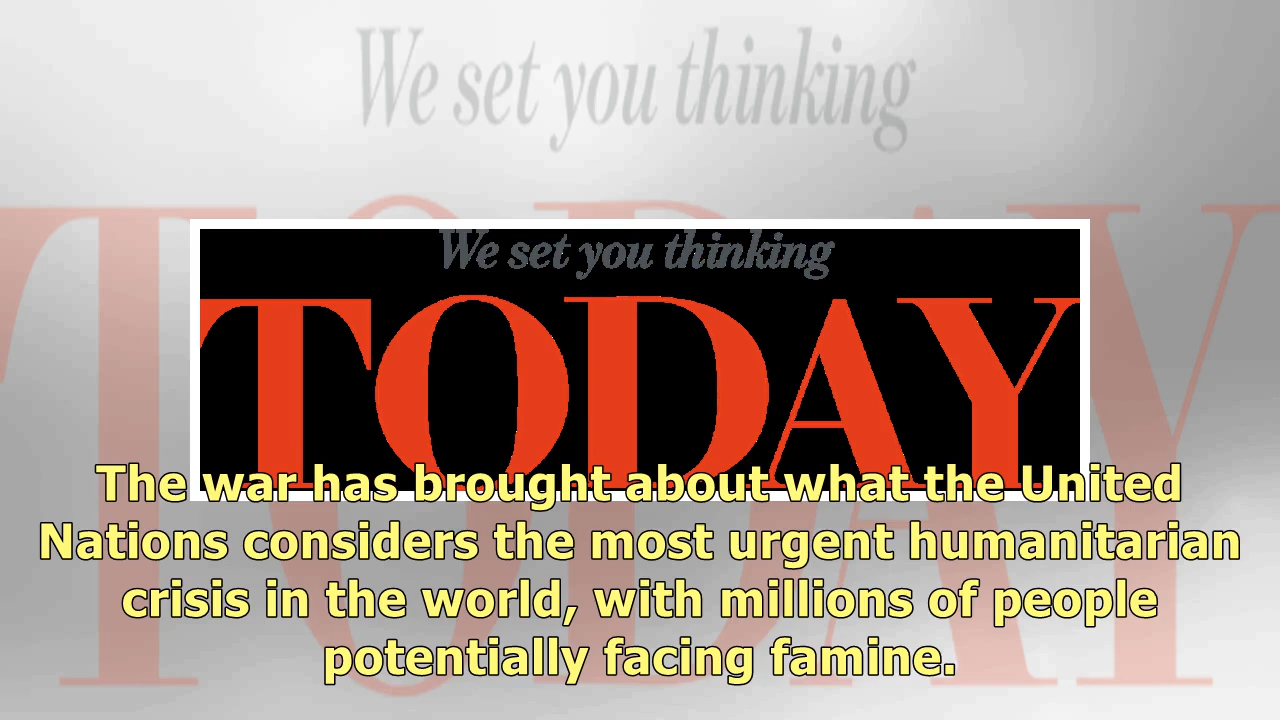 We set you thinking
TODAY
We set you thinking
TODAY
The war has brought about what the United
Nations considers the most urgent humanitarian
crisis in the world, with millions of people
potentially facing famine.